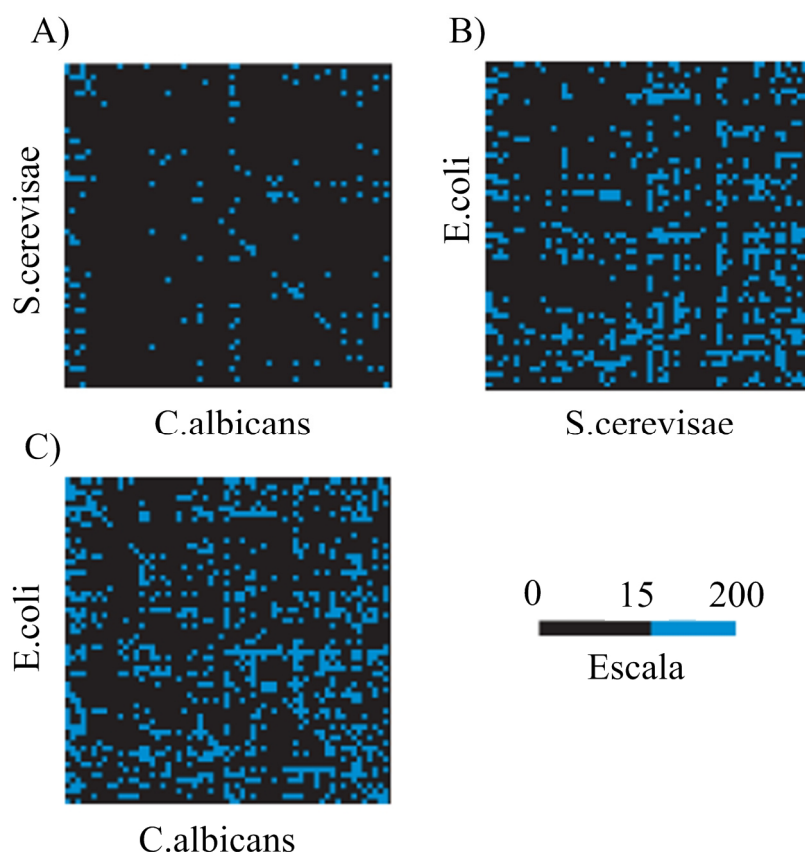 A)
S.cerevisae
C.albicans
B)
E.coli
S.cerevisae
C)
E.coli
C.albicans
0 15 200
Escala